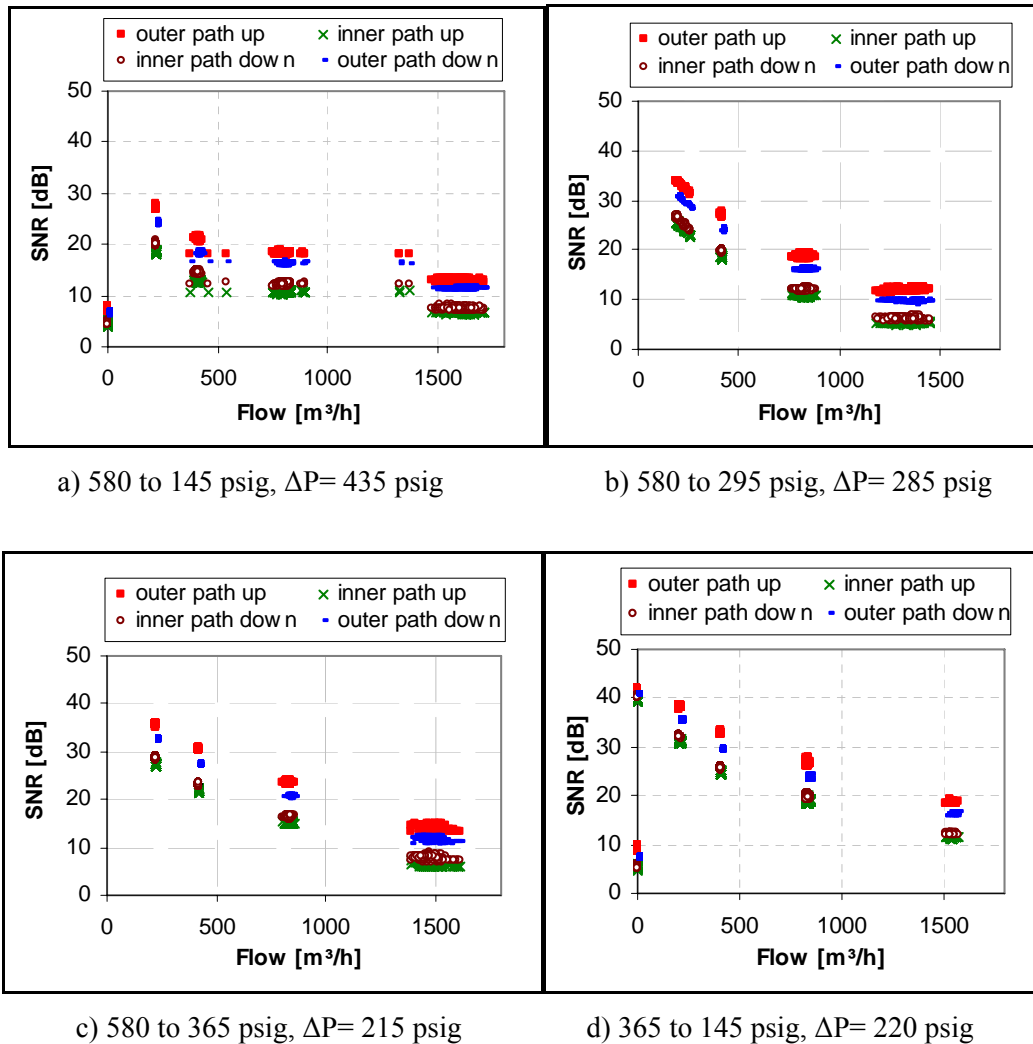 outer path up inner path up
inner path dow n outer path down
50
40
30
20
10
0
SNR [dB]
0 500 1000 1500
Flow [m³/h]
a) 580 to 145 psig, ΔP= 435 psig
outer path up inner path up
inner path dow n outer path down
50
40
30
20
10
0
SNR [dB]
0 500 1000 1500
Flow [m³/h]
b) 580 to 295 psig, ΔP= 285 psig
outer path up inner path up
inner path dow n outer path down
50
40
30
20
10
0
SNR [dB]
0 500 1000 1500
Flow [m³/h]
c) 580 to 365 psig, ΔP= 215 psig
outer path up inner path up
inner path dow n outer path down
50
40
30
20
10
0
SNR [dB]
0 500 1000 1500
Flow [m³/h]
d) 365 to 145 psig, ΔP= 220 psig